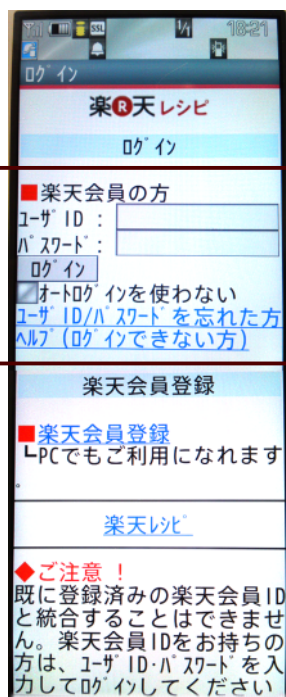 SSL 1/1 18:21
ログイン
楽R天レシピ
ログイン
■楽天会員の方
ユーザID :
パスワード:
ログイン
オートログインを使わない
ユーザID/パスワードを忘れた方
ヘルプ(ログインできない方)
楽天会員登録
■楽天会員登録
┗PCでもご利用になれます
。
楽天レシピ
◆ご注意!
既に登録済みの楽天会員ID
と統合することはできませ
ん。楽天会員IDをお持ちの
方は、ユーザID・パスワードを入
力してログインしてください